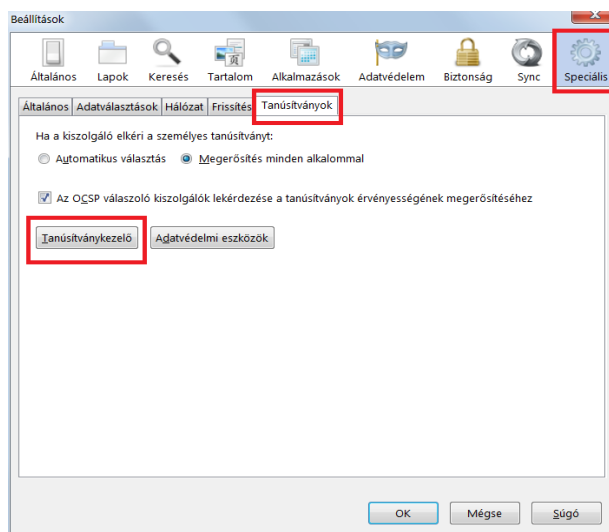 Beállítások
Általános Lapok Keresés Tartalom Alkalmazások Adatvédelem Biztonság Sync Speciális
Általános Adatválasztások Hálózat Frissítés Tanúsítványok
Ha a kiszolgáló elkéri a személyes tanúsítványt:
Automatikus választás Megerősítés minden alkalommal
Az OCSP válaszoló kiszolgálók lekérdezése a tanúsítványok érvényességének megerősítéséhez
Tanúsítványkezelő Adatvédelmi eszközök
OK Mégse Súgó